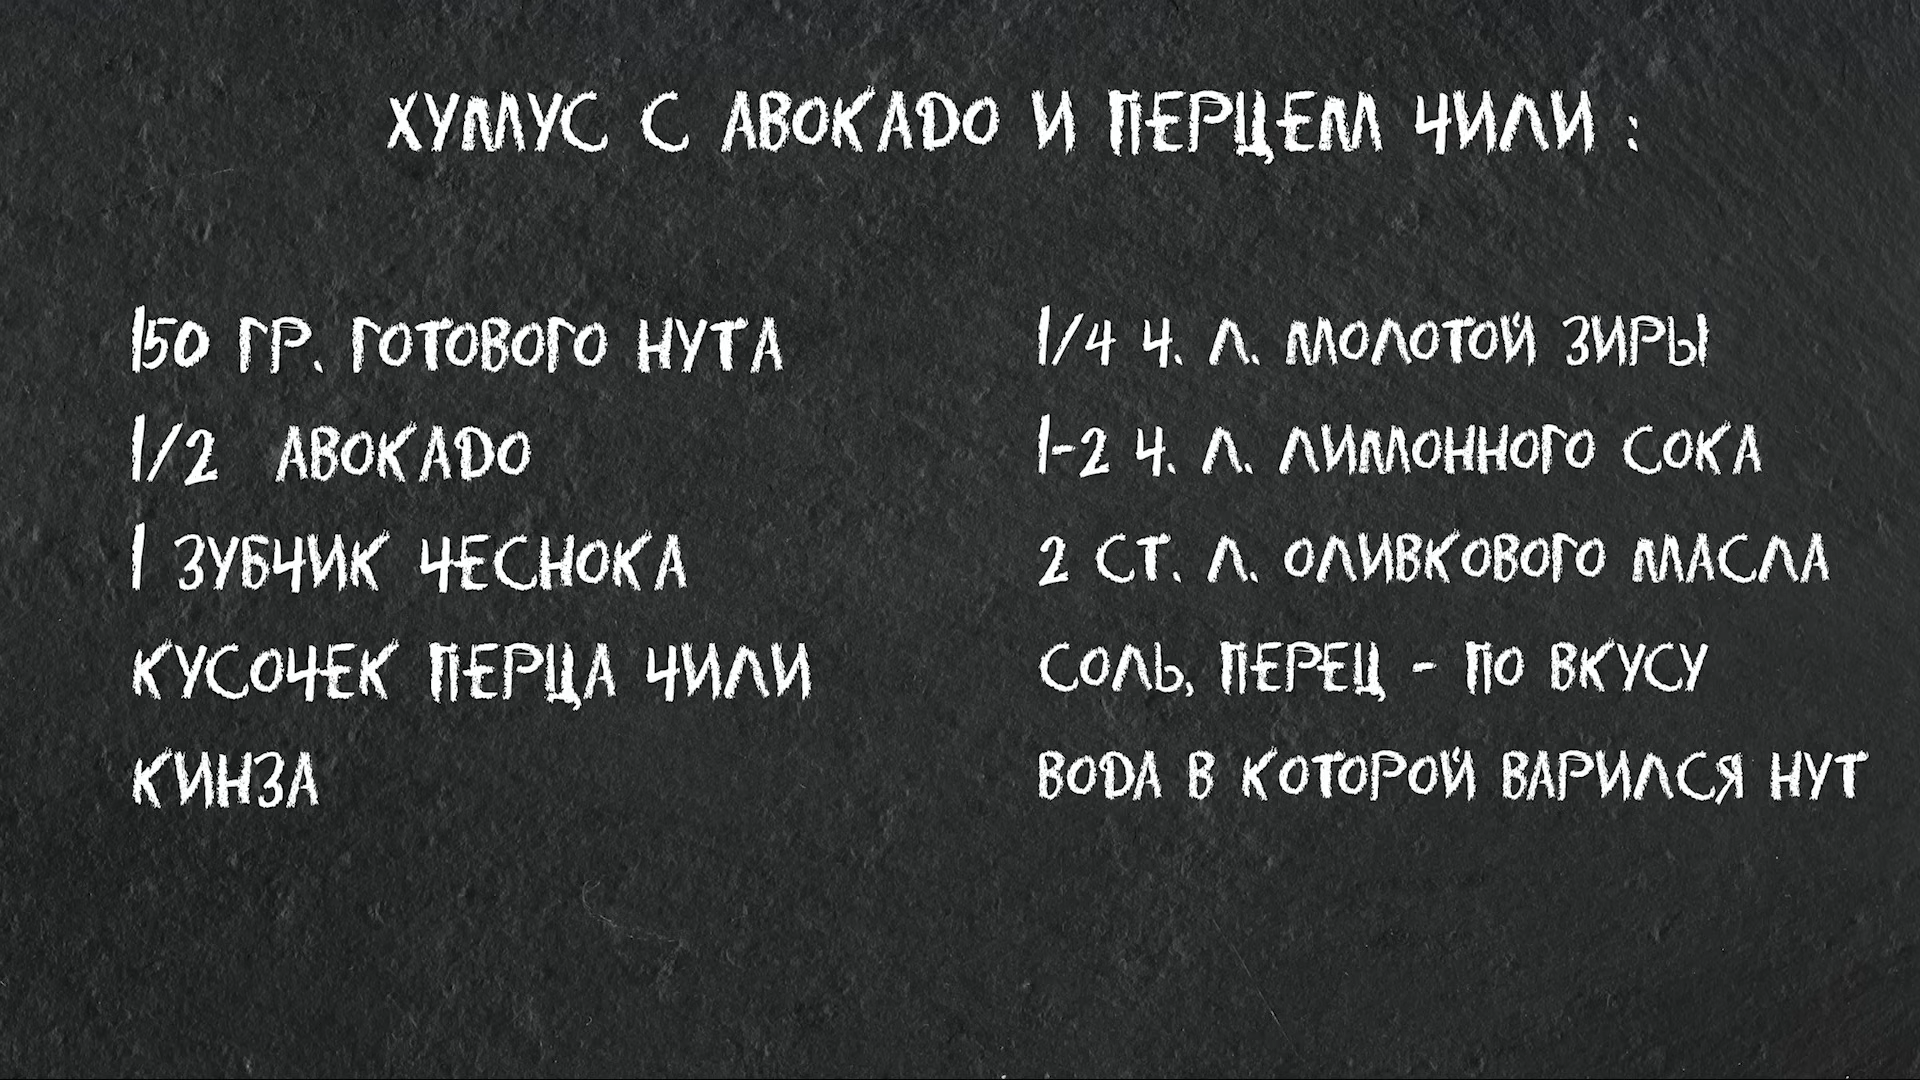 ХУМУС С АВОКАДО И ПЕРЦЕМ ЧИЛИ :
150 ГР. ГОТОВОГО НУТА
1/2 АВОКАДО
1 ЗУБЧИК ЧЕСНОКА
КУСОЧЕК ПЕРЦА ЧИЛИ
КИНЗА
1/4 Ч. Л. МОЛОТОЙ ЗИРЫ
1-2 Ч. Л. ЛИМОННОГО СОКА
2 СТ. Л. ОЛИВКОВОГО МАСЛА
СОЛЬ, ПЕРЕЦ - ПО ВКУСУ
ВОДА В КОТОРОЙ ВАРИЛСЯ НУТ